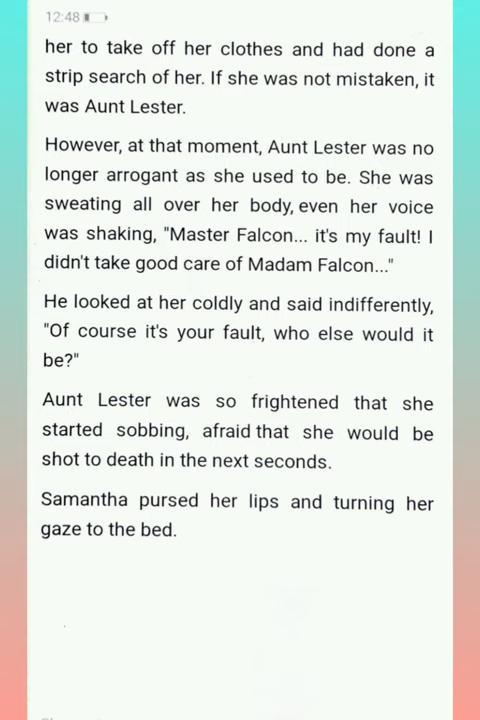 12:48
her to take off her clothes and had done a
strip search of her. If she was not mistaken, it
was Aunt Lester.
However, at that moment, Aunt Lester was no
longer arrogant as she used to be. She was
sweating all over her body, even her voice
was shaking, "Master Falcon... it's my fault! I
didn't take good care of Madam Falcon..."
He looked at her coldly and said indifferently,
"Of course it's your fault, who else would it
be?"
Aunt Lester was so frightened that she
started sobbing, afraid that she would be
shot to death in the next seconds.
Samantha pursed her lips and turning her
gaze to the bed.